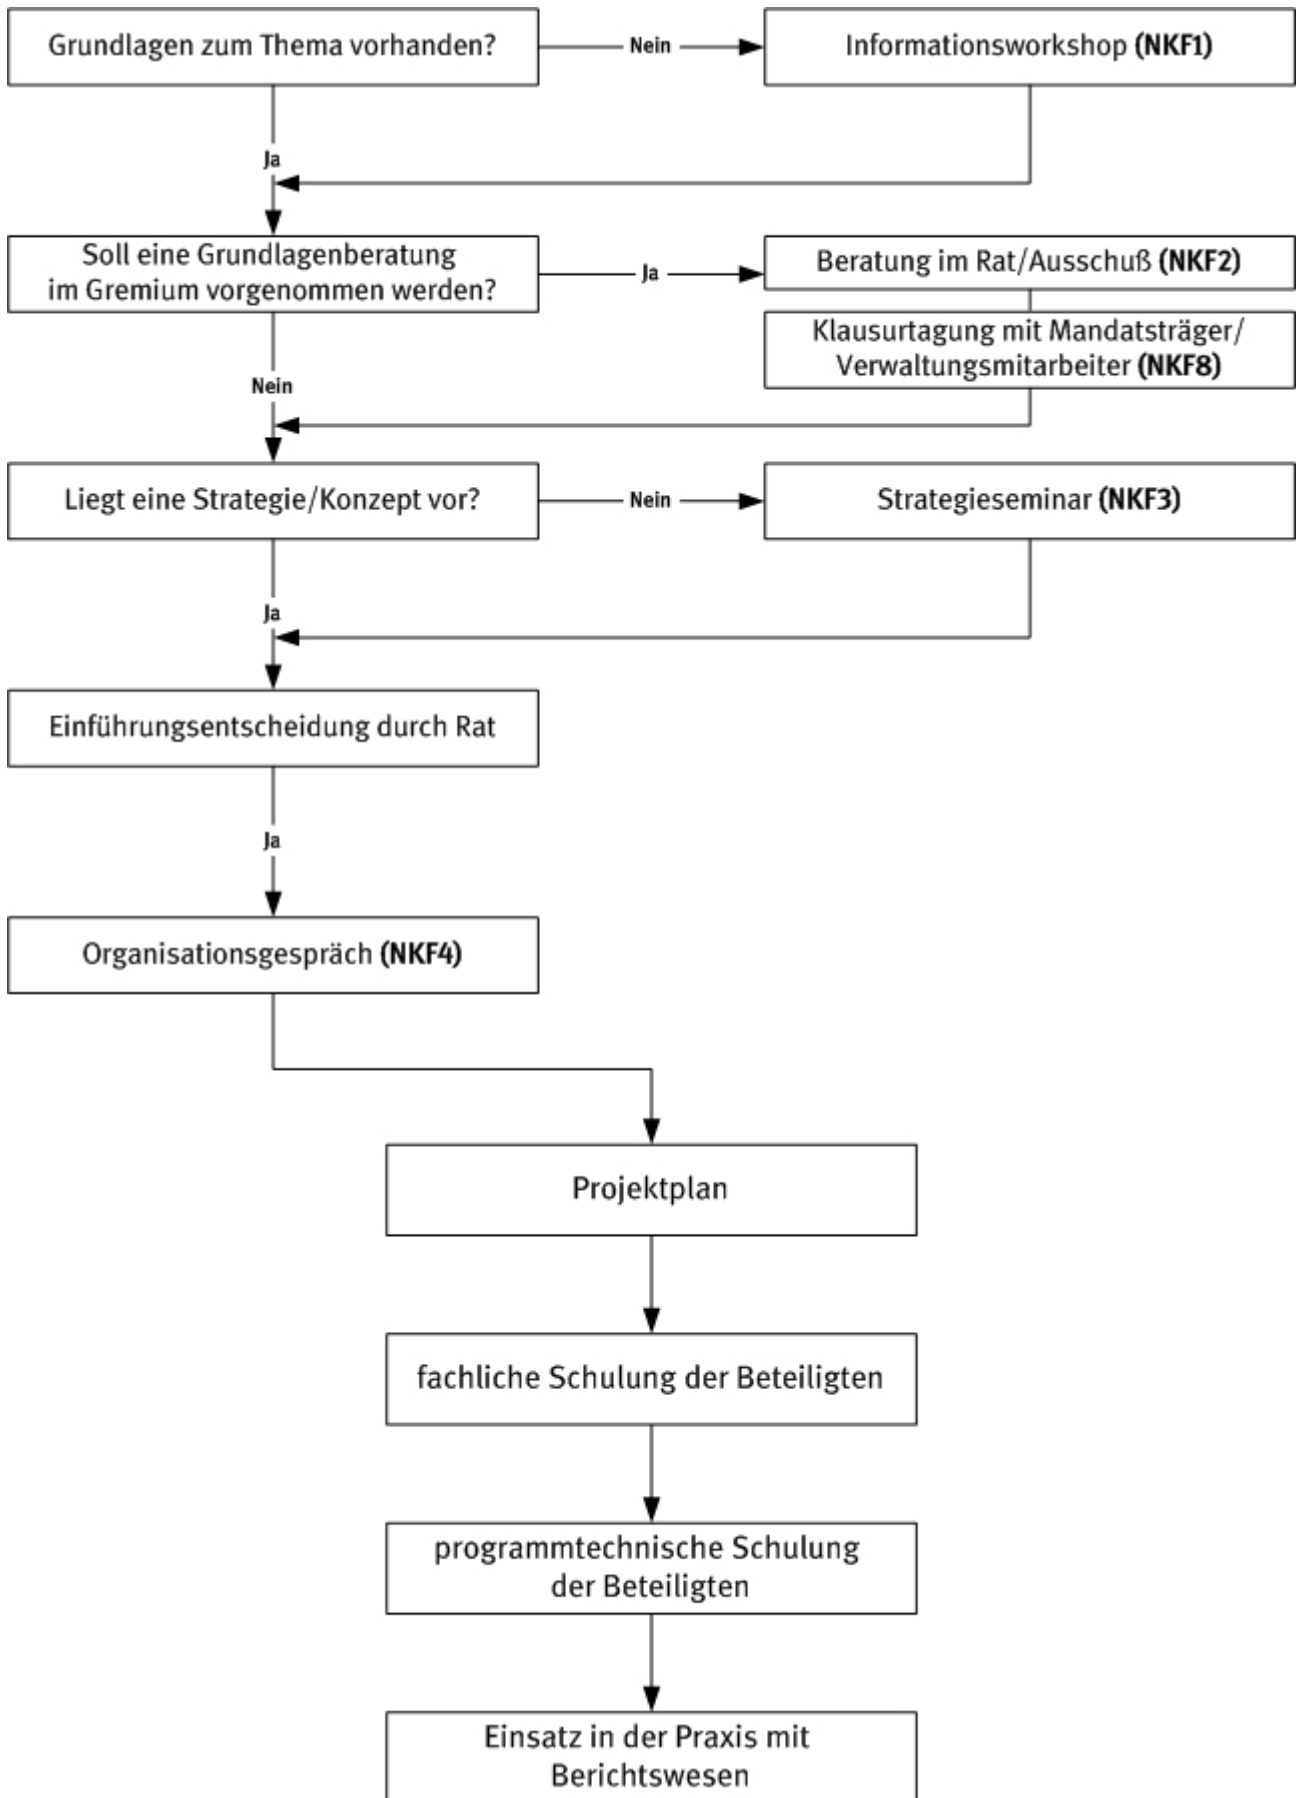 Grundlagen zum Thema vorhanden?
Nein
Informationsworkshop (NKF1)
Ja
Soll eine Grundlagenberatung
im Gremium vorgenommen werden?
Ja
Beratung im Rat/Ausschuß (NKF2)
Klausurtagung mit Mandatsträger/
Verwaltungsmitarbeiter (NKF8)
Nein
Liegt eine Strategie/Konzept vor?
Nein
Strategieseminar (NKF3)
Ja
Einführungsentscheidung durch Rat
Ja
Organisationsgespräch (NKF4)
Projektplan
fachliche Schulung der Beteiligten
programmtechnische Schulung
der Beteiligten
Einsatz in der Praxis mit
Berichtswesen